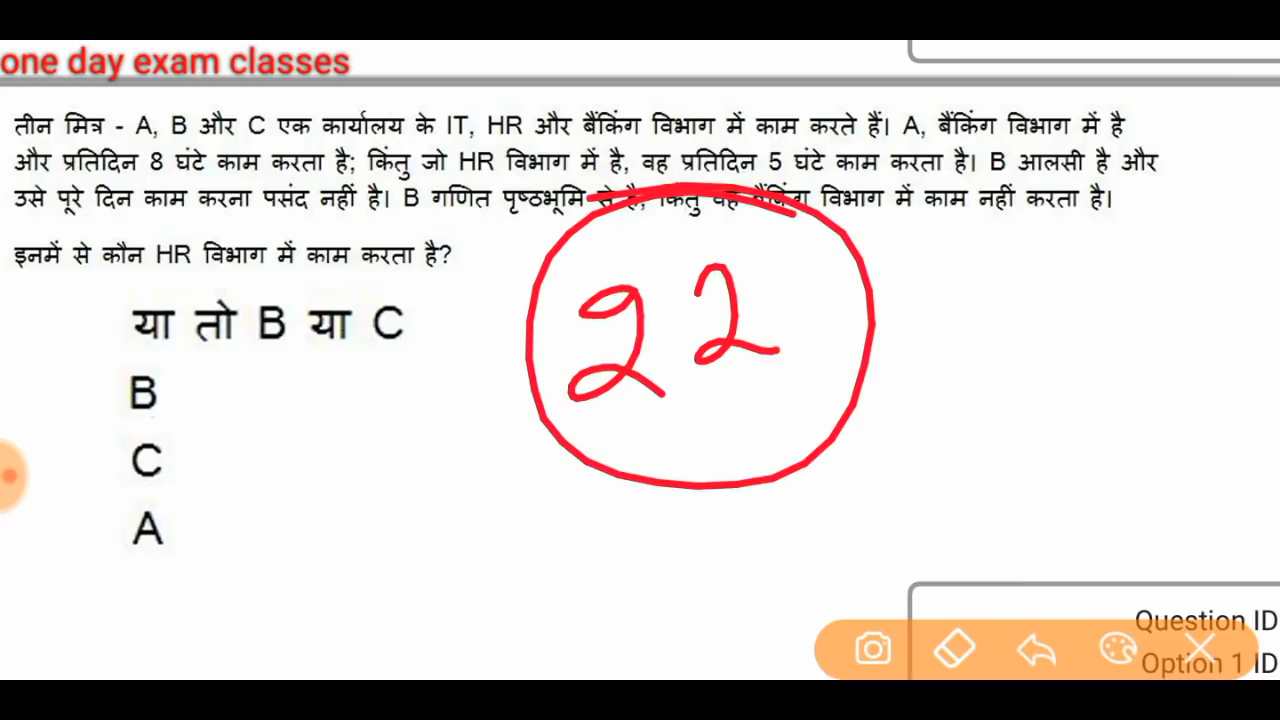 one day exam classes
तीन मित्र - A, B और C एक कार्यालय के IT, HR और बैंकिंग विभाग में काम करते हैं। A, बैंकिंग विभाग में है
और प्रतिदिन 8 घंटे काम करता है; किंतु जो HR विभाग में है, वह प्रतिदिन 5 घंटे काम करता है। B आलसी है और
उसे पूरे दिन काम करना पसंद नहीं है। B गणित पृष्ठभूमि से है, किंतु वह बैंकिंग विभाग में काम नहीं करता है।
इनमें से कौन HR विभाग में काम करता है?
या तो B या C
22
B
C
A
Question ID
Option 1 ID